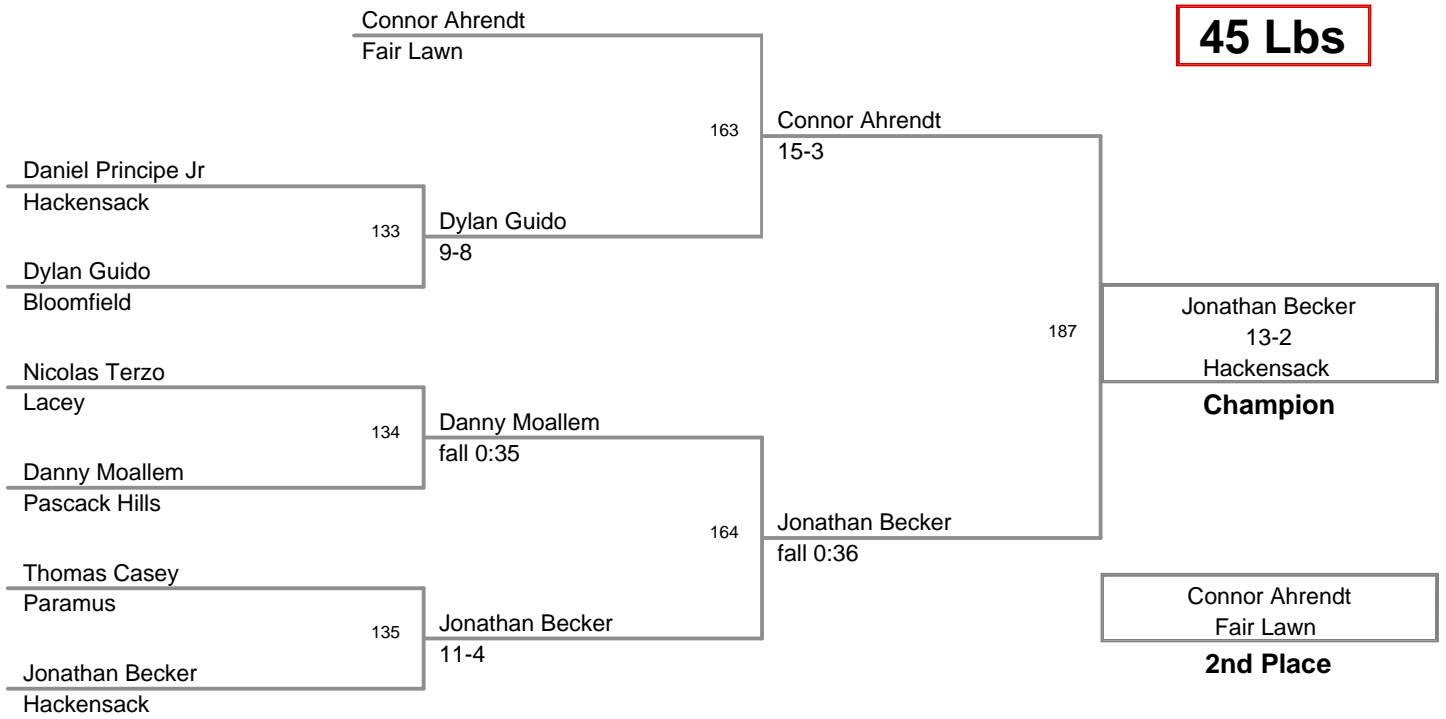 Connor Ahrendt
Fair Lawn
45 Lbs
163
Connor Ahrendt
15-3
Daniel Principe Jr
Hackensack
133
Dylan Guido
9-8
Dylan Guido
Bloomfield
187
Jonathan Becker
13-2
Hackensack
Champion
Nicolas Terzo
Lacey
134
Danny Moallem
fall 0:35
Danny Moallem
Pascack Hills
164
Jonathan Becker
fall 0:36
Thomas Casey
Paramus
135
Jonathan Becker
11-4
Jonathan Becker
Hackensack
Connor Ahrendt
Fair Lawn
2nd Place